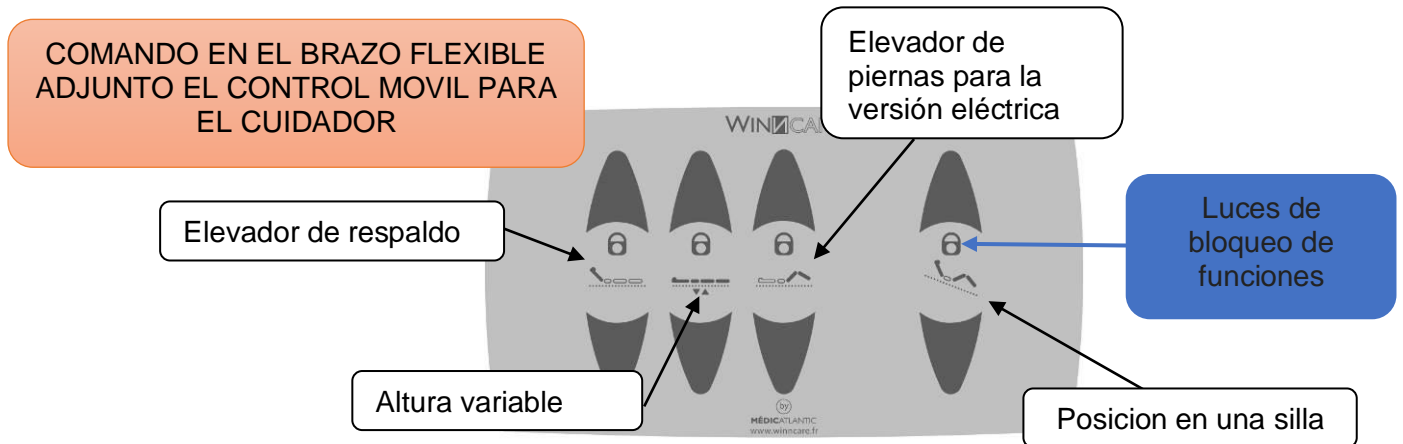 COMANDO EN EL BRAZO FLEXIBLE
ADJUNTO EL CONTROL MOVIL PARA
EL CUIDADOR
Elevador de
piernas para la
versión eléctrica
Elevador de respaldo
Luces de
bloqueo de
funciones
Altura variable
by
MÉDICATLANTIC
www.winncare.fr
Posicion en una silla